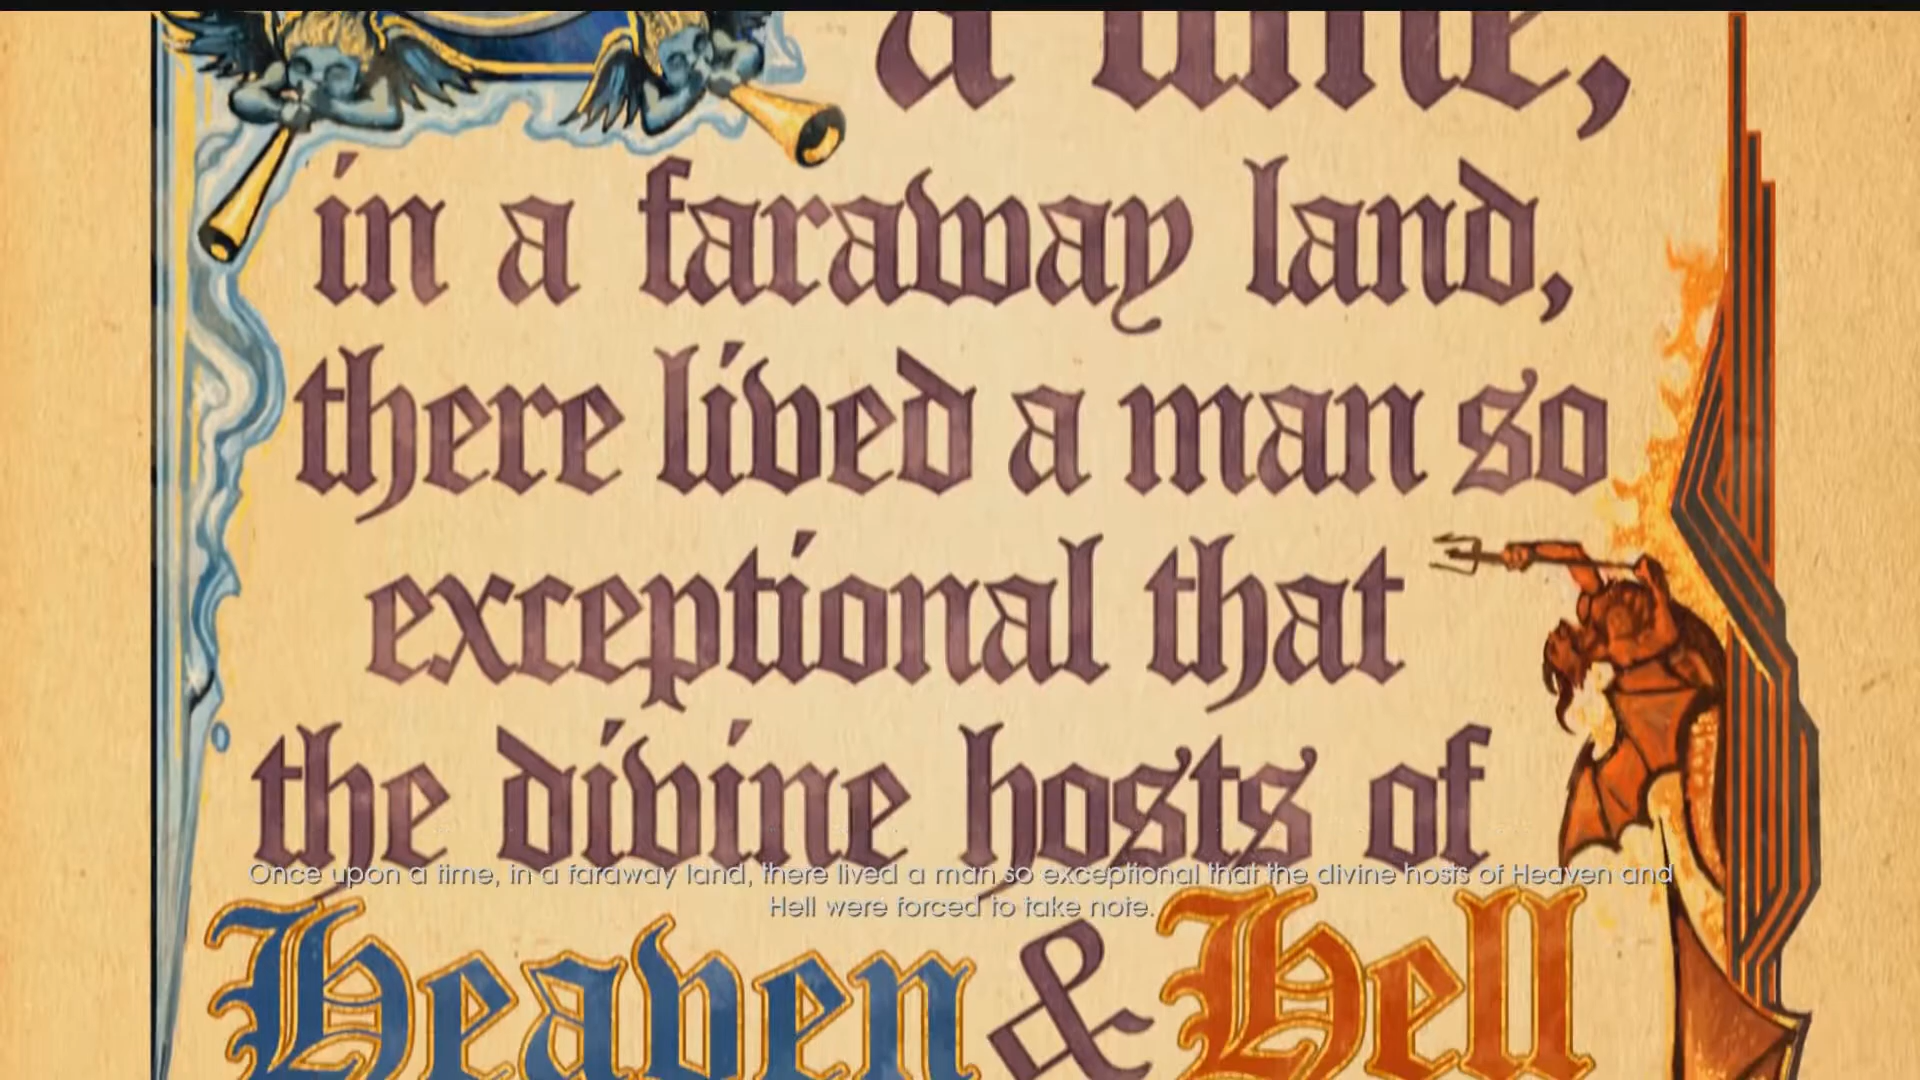 a time,
in a faraway land,
there lived a man so
exceptional that
the divine hosts of
Once upon a time, in a faraway land, there lived a man so exceptional that the divine hosts of Heaven and
Hell were forced to take note.
Heaven & Hell